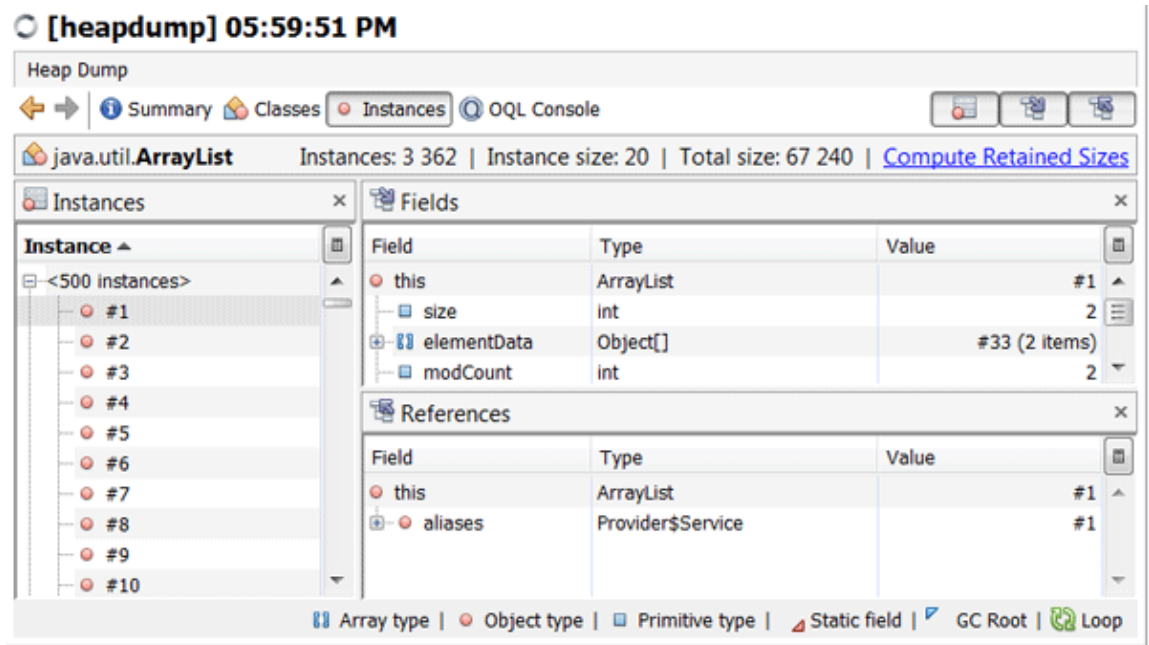 [heapdump] 05:59:51 PM
Heap Dump
Summary Classes Instances OQL Console
java.util.ArrayList Instances: 3 362 | Instance size: 20 | Total size: 67 240 | Compute Retained Sizes
Instances
Instance
<500 instances>
#1
#2
#3
#4
#5
#6
#7
#8
#9
#10
Fields
Field Type Value
this ArrayList #1
size int 2
elementData Object[] #33 (2 items)
modCount int 2
References
Field Type Value
this ArrayList #1
aliases Provider$Service #1
Array type | Object type | Primitive type | Static field | GC Root | Loop